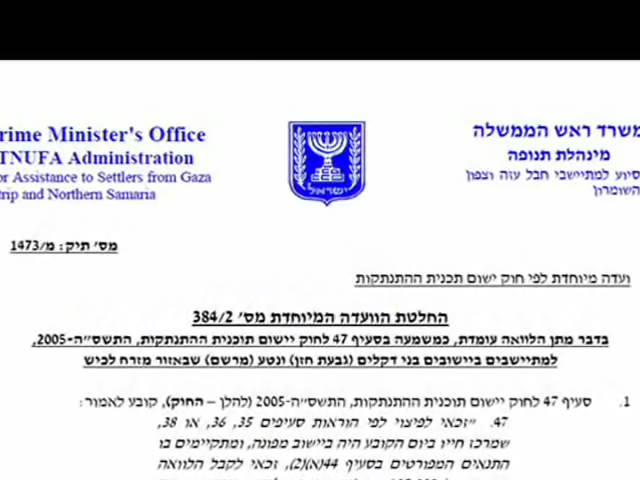 rime Minister's Office
TNUFA Administration
or Assistance to Settlers from Gaza
trip and Northern Samaria
ישראל
משרד ראש הממשלה
מינהלת תנופה
סיוע למתיישבי חבל עזה וצפון
השומרון
מס' תיק: מ/1473
ועדה מיוחדת לפי חוק ישום תכנית ההתנתקות
החלטת הוועדה המיוחדת מס' 384/2
בדבר מתן הלוואה עומדת, כמשמעה בסעיף 47 לחוק יישום תוכנית ההתנתקות, התשס"ה-2005,
למתיישבים ביישובים בני דקלים (גבעת חזן) ונטע (מרשם) שבאזור מזרח לכיש
1. סעיף 47 לחוק יישום תוכנית ההתנתקות, התשס"ה-2005 (להלן – החוק), קובע לאמור:
47. "זכאי לפיצוי לפי הוראות סעיפים 35, 36, או 38,
שמרכז חייו ביום הקובע היה ביישוב מפונה, ומתקיימים בו
התנאים המפורטים בסעיף 44(א)(2), זכאי לקבל הלוואה